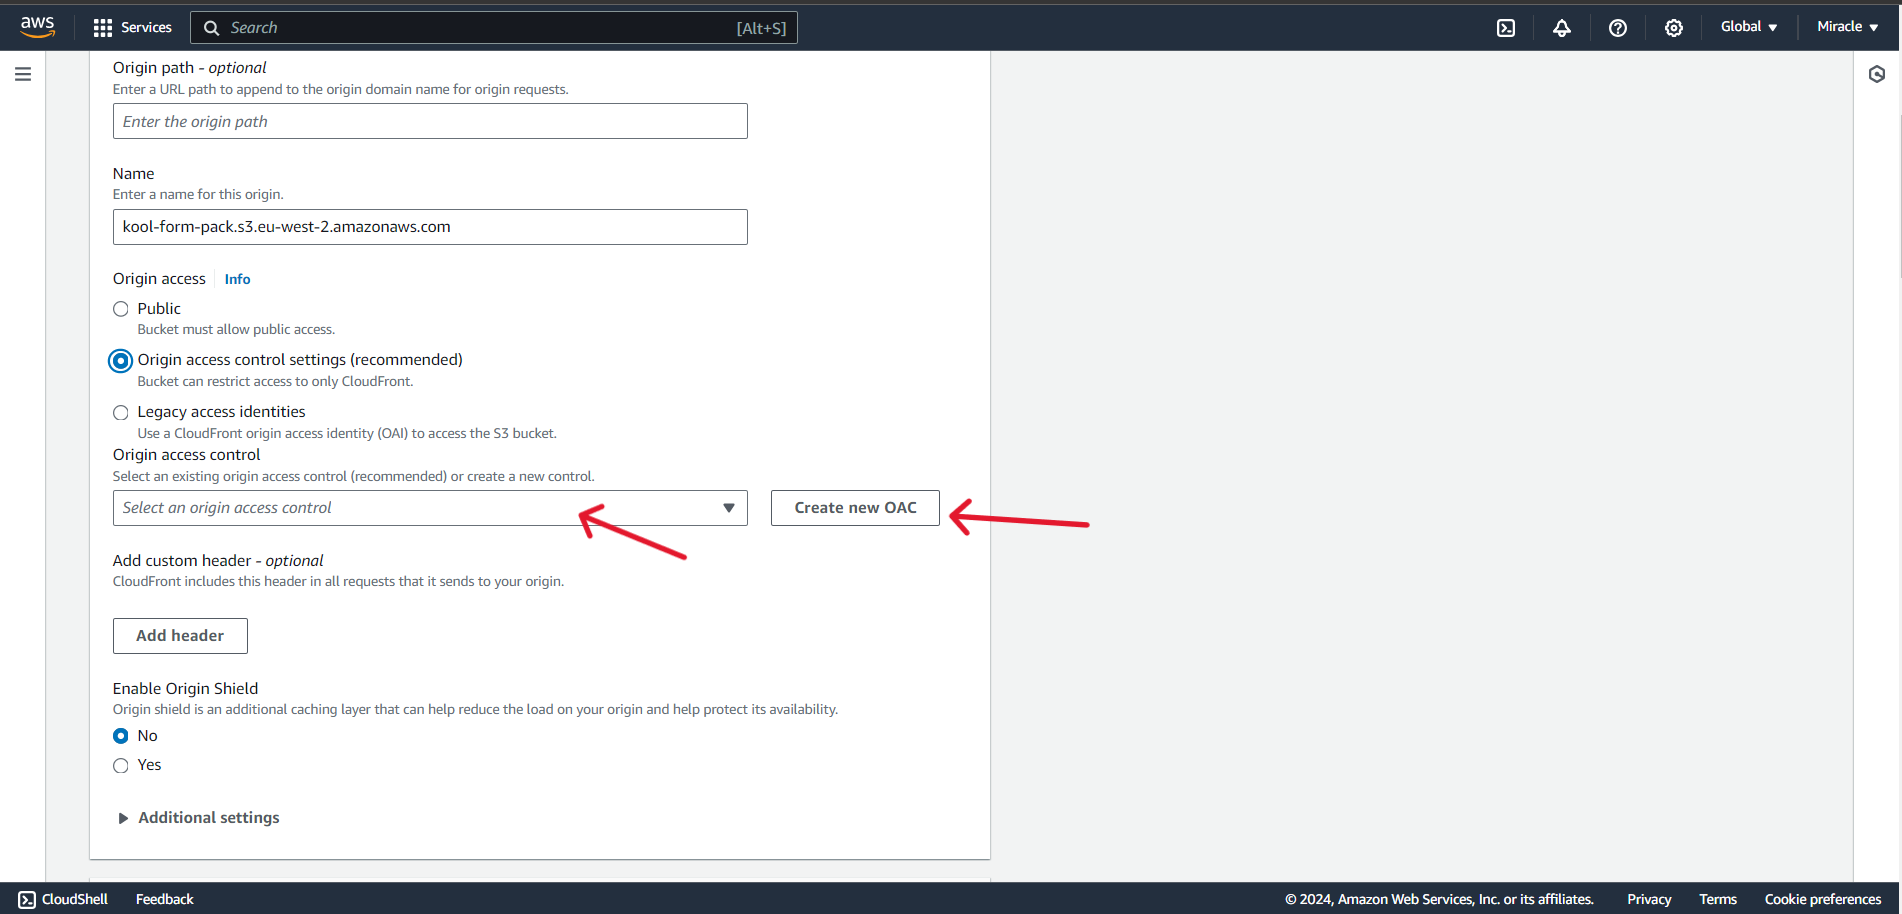 aws
Services
Search
[Alt+S]
Global
Miracle
Origin path - optional
Enter a URL path to append to the origin domain name for origin requests.
Enter the origin path
Name
Enter a name for this origin.
kool-form-pack.s3.eu-west-2.amazonaws.com
Origin access
Info
Public
Bucket must allow public access.
Origin access control settings (recommended)
Bucket can restrict access to only CloudFront.
Legacy access identities
Use a CloudFront origin access identity (OAI) to access the S3 bucket.
Origin access control
Select an existing origin access control (recommended) or create a new control.
Select an origin access control
Create new OAC
Add custom header - optional
CloudFront includes this header in all requests that it sends to your origin.
Add header
Enable Origin Shield
Origin shield is an additional caching layer that can help reduce the load on your origin and help protect its availability.
No
Yes
Additional settings
CloudShell
Feedback
© 2024, Amazon Web Services, Inc. or its affiliates.
Privacy
Terms
Cookie preferences